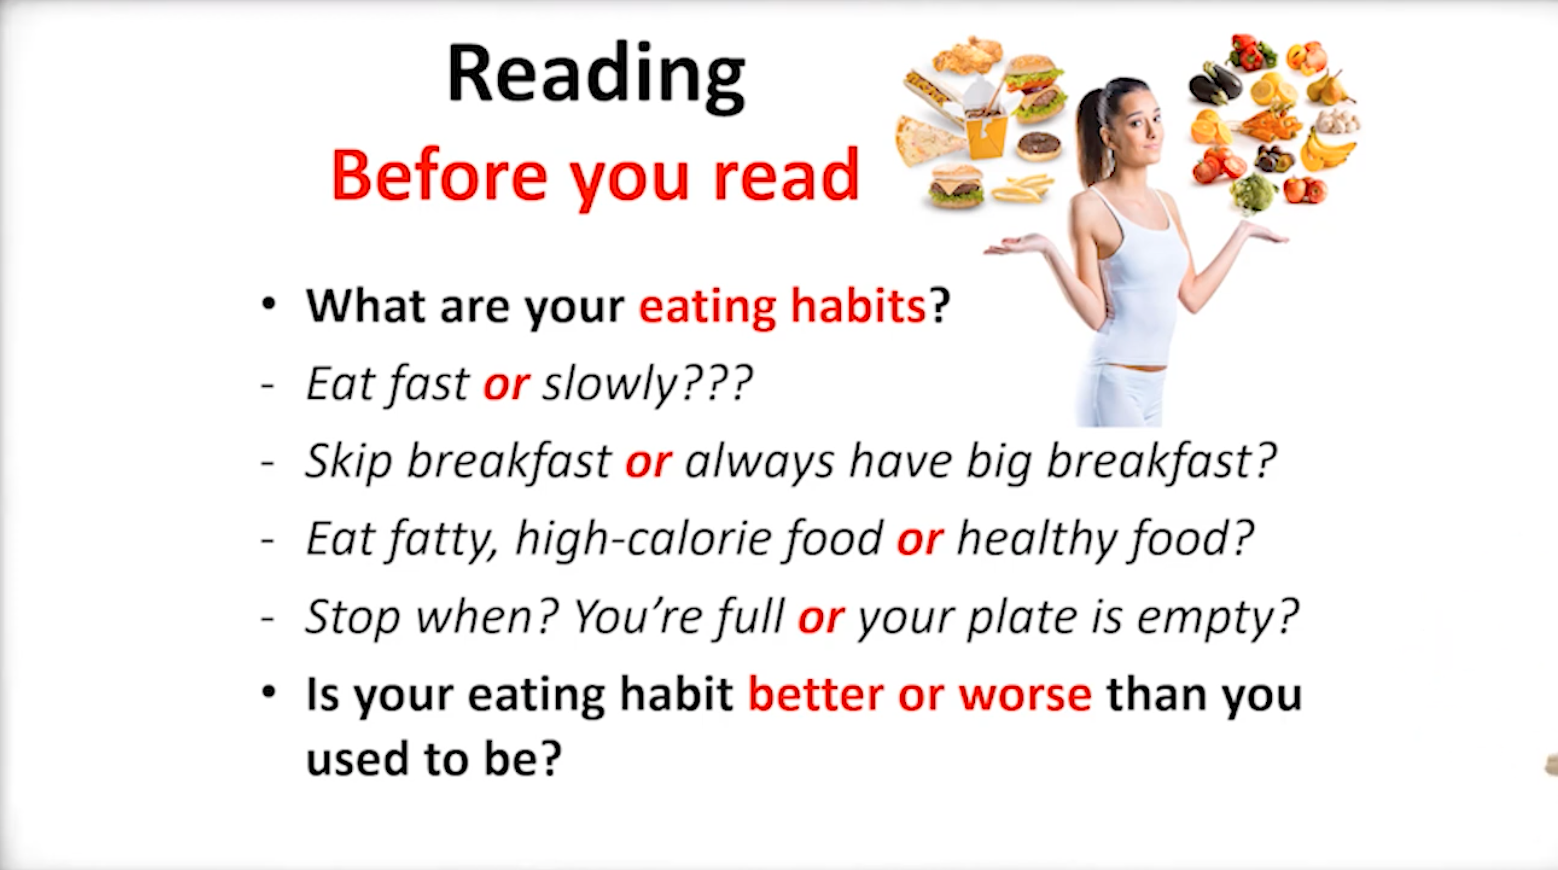 Reading
Before you read
• What are your eating habits?
- Eat fast or slowly???
- Skip breakfast or always have big breakfast?
- Eat fatty, high-calorie food or healthy food?
- Stop when? You’re full or your plate is empty?
• Is your eating habit better or worse than you
used to be?